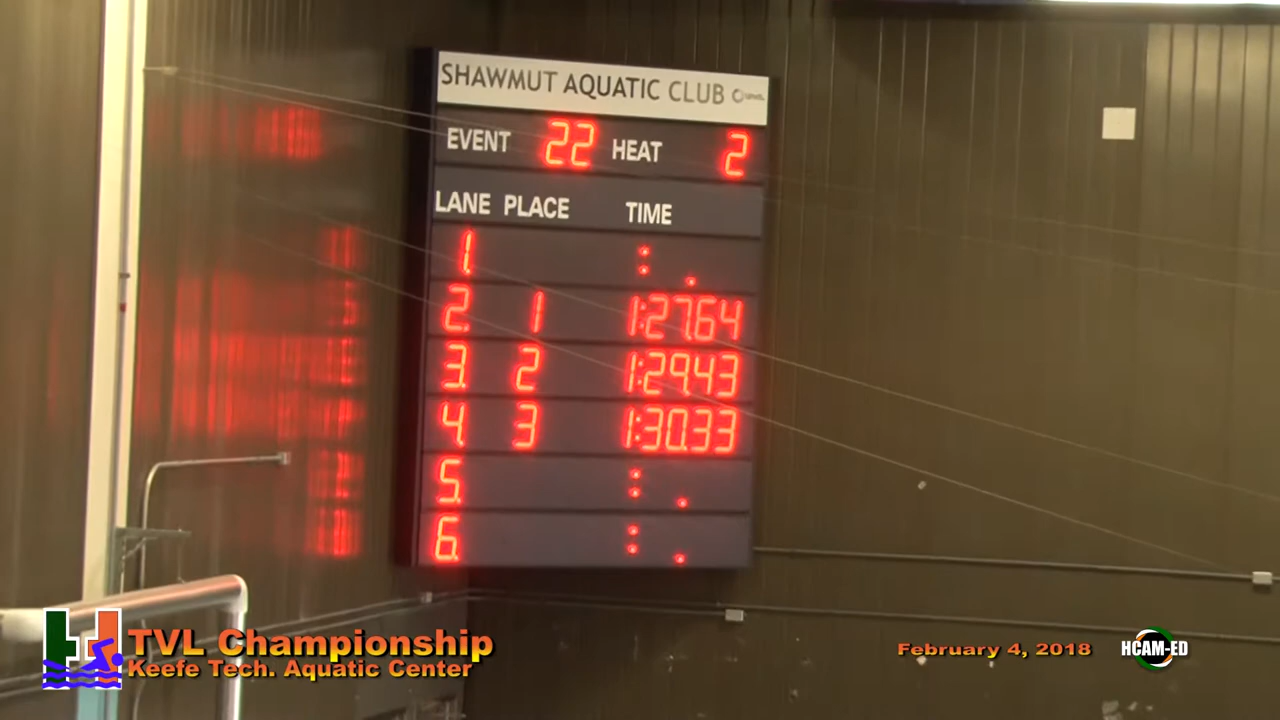 SHAWMUT AQUATIC CLUB
EVENT 22 HEAT 2
LANE PLACE TIME
1. : .
2. 1 1:27.64
3. 2 1:29.43
4. 3 1:30.33
5. : .
6. : .
TVL Championship
Keefe Tech. Aquatic Center
February 4, 2018
HCAM-ED